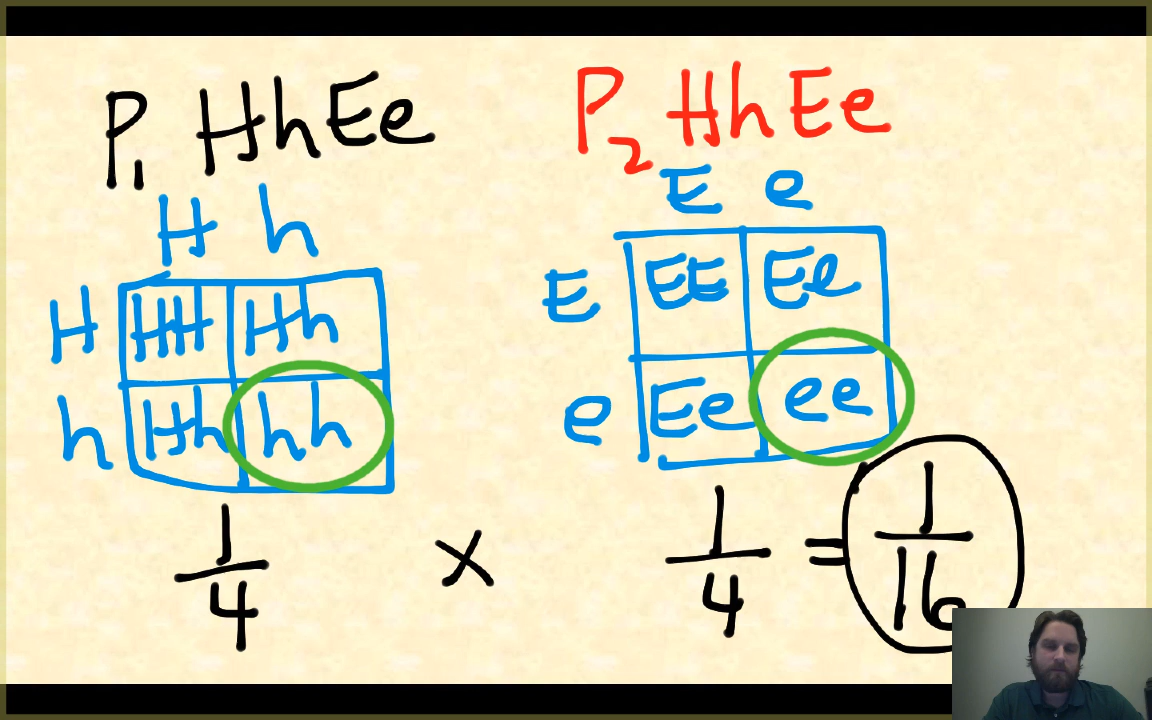 P1 HhEe
P2 HhEe
H h
H HH Hh
h Hh hh
E e
E EE Ee
e Ee ee
1/4 x 1/4 = 1/16